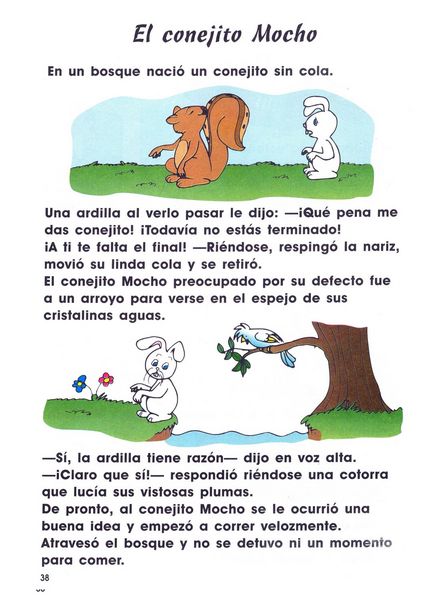 El conejito Mocho
En un bosque nació un conejito sin cola.
Una ardilla al verlo pasar le dijo: —¡Qué pena me
das conejito! ¡Todavía no estás terminado!
¡A ti te falta el final! —Riéndose, respingó la nariz,
movió su linda cola y se retiró.
El conejito Mocho preocupado por su defecto fue
a un arroyo para verse en el espejo de sus
cristalinas aguas.
—Sí, la ardilla tiene razón— dijo en voz alta.
—¡Claro que sí!— respondió riéndose una cotorra
que lucía sus vistosas plumas.
De pronto, al conejito Mocho se le ocurrió una
buena idea y empezó a correr velozmente.
Atravesó el bosque y no se detuvo ni un momento
para comer.
38